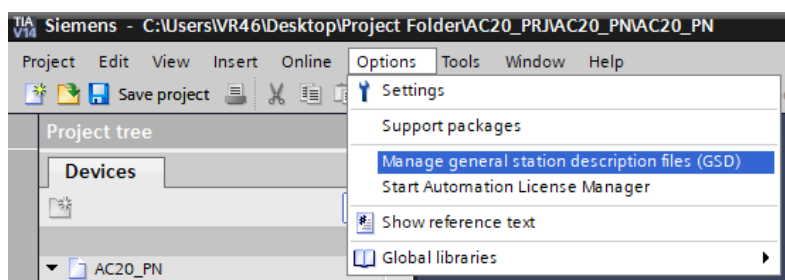 TIA V14 Siemens - C:\Users\VR46\Desktop\Project Folder\AC20_PRJ\AC20_PN\AC20_PN
Project Edit View Insert Online Options Tools Window Help
Save project
Settings
Support packages
Manage general station description files (GSD)
Start Automation License Manager
Show reference text
Global libraries
Project tree
Devices
AC20_PN